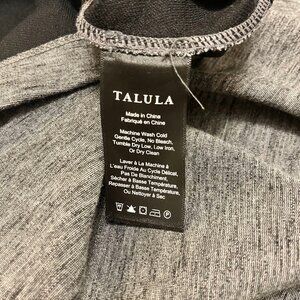 TALULA
Made in China
Fabriqué en Chine
Machine Wash Cold
Gentle Cycle, No Bleach,
Tumble Dry Low, Low Iron,
Or Dry Clean
Laver À La Machine à
L'eau Froide Au Cycle Délicat,
Pas De Blanchiment,
Sécher à Basse Température,
Repasser à Basse Température,
Ou Nettoyer à Sec